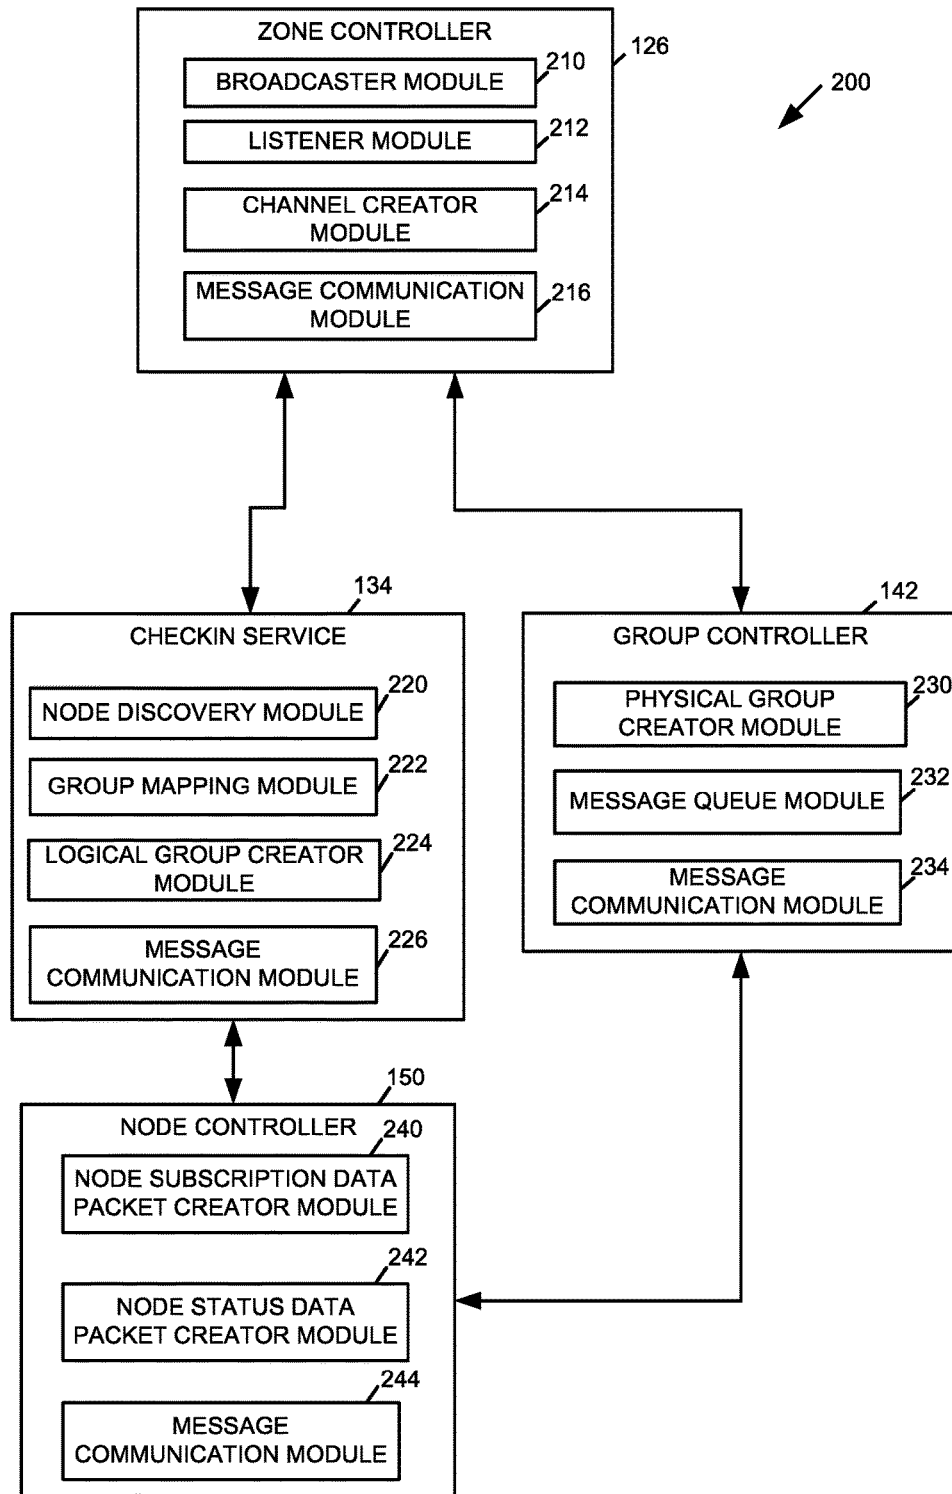 ZONE CONTROLLER
126
200
BROADCASTER MODULE
210
LISTENER MODULE
212
CHANNEL CREATOR
MODULE
214
MESSAGE COMMUNICATION
MODULE
216
134
CHECKIN SERVICE
NODE DISCOVERY MODULE
220
GROUP MAPPING MODULE
222
LOGICAL GROUP CREATOR
MODULE
224
MESSAGE
COMMUNICATION MODULE
226
142
GROUP CONTROLLER
PHYSICAL GROUP
CREATOR MODULE
230
MESSAGE QUEUE MODULE
232
MESSAGE
COMMUNICATION MODULE
234
150
NODE CONTROLLER
240
NODE SUBSCRIPTION DATA
PACKET CREATOR MODULE
242
NODE STATUS DATA
PACKET CREATOR MODULE
244
MESSAGE
COMMUNICATION MODULE